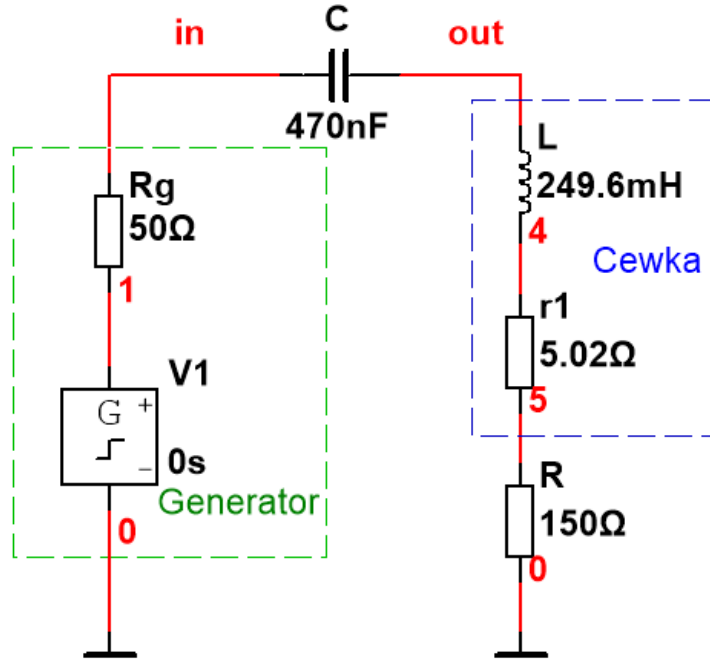 C
in
out
470nF
L
249.6mH
Rg
50Ω
4
Cewka
1
r1
5.02Ω
V1
5
G
+
−
0s
Generator
R
150Ω
0
0